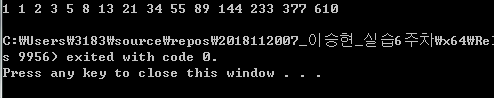 1 1 2 3 5 8 13 21 34 55 89 144 233 377 610
C:₩Users₩3183₩source₩repos₩2018112007_이승현_실습6주차₩x64₩Rel
s 9956) exited with code 0.
Press any key to close this window . . .